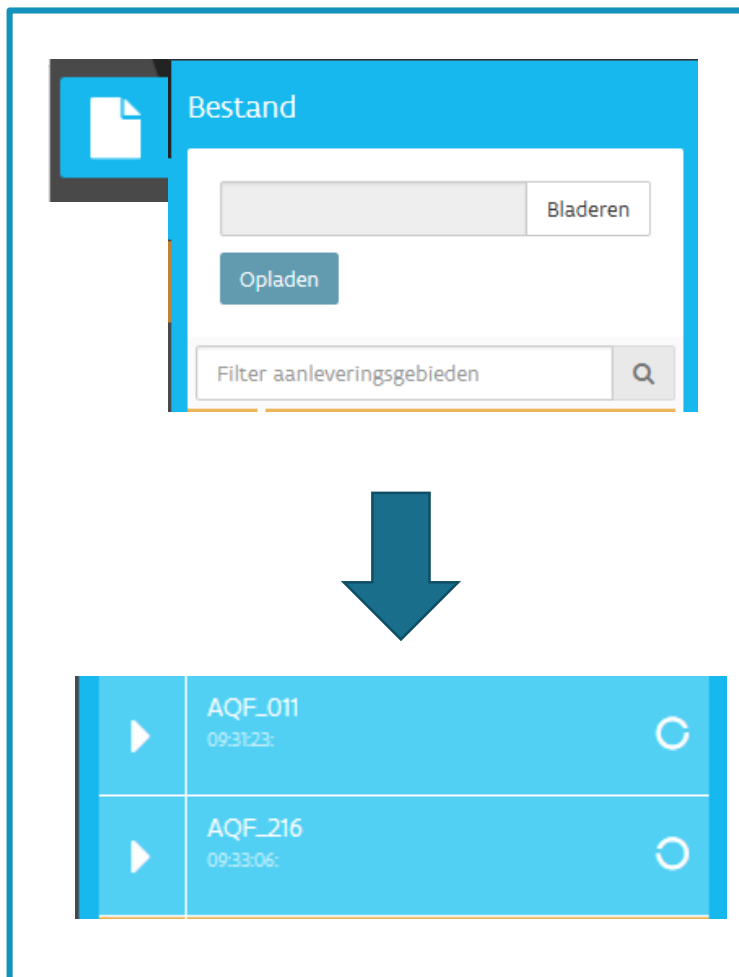 Bestand
Bladeren
Opladen
Filter aanleveringsgebieden
AQF_011
09:31:23:
AQF_216
09:33:06: